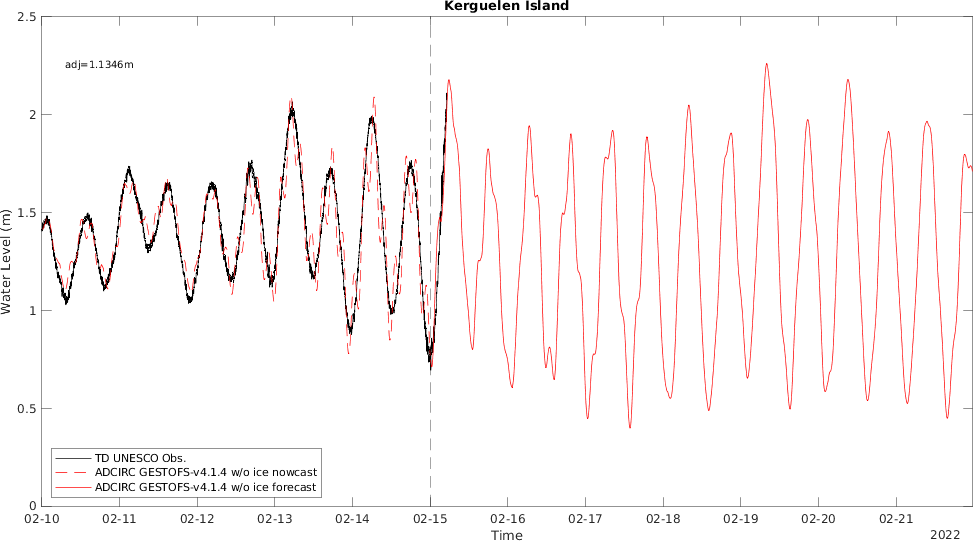 Kerguelen Island
2.5
adj=1.1346m
2
1.5
Water Level (m)
1
0.5
TD UNESCO Obs.
ADCIRC GESTOFS-v4.1.4 w/o ice nowcast
ADCIRC GESTOFS-v4.1.4 w/o ice forecast
0
02-10 02-11 02-12 02-13 02-14 02-15 02-16 02-17 02-18 02-19 02-20 02-21
Time
2022